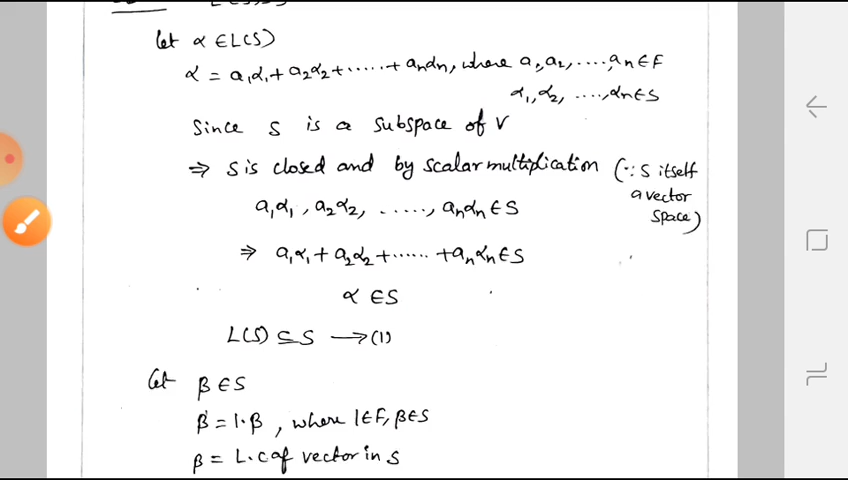 Let α ∈ L(S)
α = a₁α₁ + a₂α₂ + ...... + aₙαₙ, where a₁, a₂, ...., aₙ ∈ F
α₁, α₂, ...., αₙ ∈ S
Since S is a subspace of V
⇒ S is closed and by scalar multiplication (∵ S itself
a vector
space)
a₁α₁, a₂α₂, ......, aₙαₙ ∈ S
⇒ a₁α₁ + a₂α₂ + ...... + aₙαₙ ∈ S
α ∈ S
L(S) ⊆ S → (1)
Let β ∈ S
β = 1·β, where 1 ∈ F, β ∈ S
β = L.C of vector in S